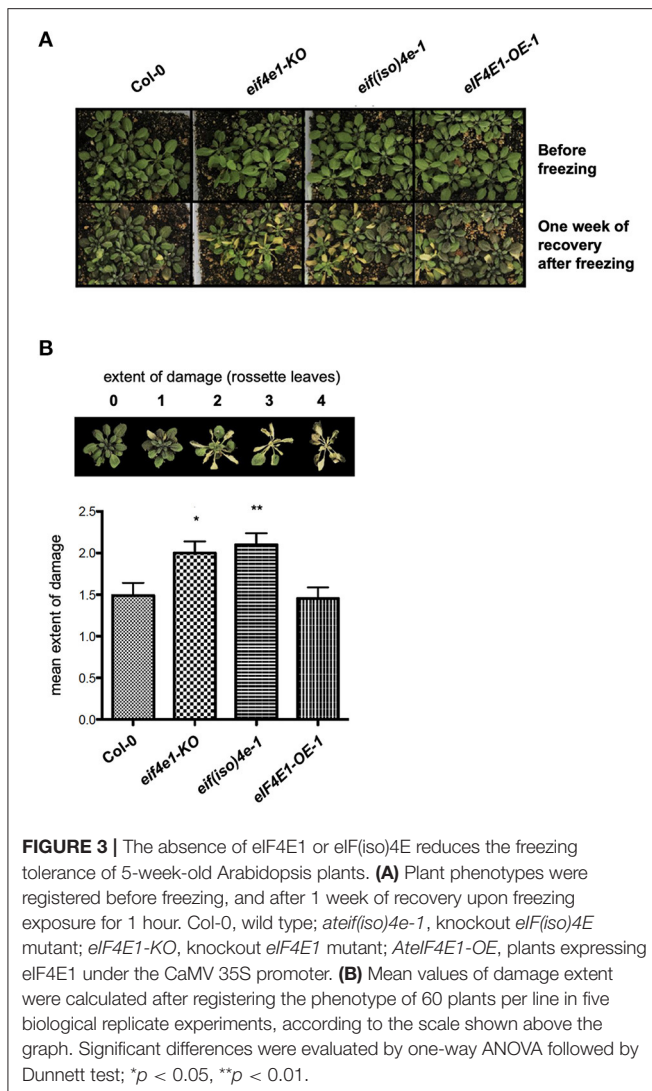 A
Col-0
eif4e1-KO
eif(iso)4e-1
eIF4E1-OE-1
Before
freezing
One week of
recovery
after freezing
B
extent of damage (rossette leaves)
0 1 2 3 4
mean extent of damage
2.5
2.0
1.5
1.0
0.5
0.0
* **
Col-0
eif4e1-KO
eif(iso)4e-1
eIF4E1-OE-1
FIGURE 3 | The absence of eIF4E1 or eIF(iso)4E reduces the freezing
tolerance of 5-week-old Arabidopsis plants. (A) Plant phenotypes were
registered before freezing, and after 1 week of recovery upon freezing
exposure for 1 hour. Col-0, wild type; ateif(iso)4e-1, knockout eIF(iso)4E
mutant; eIF4E1-KO, knockout eIF4E1 mutant; AteIF4E1-OE, plants expressing
eIF4E1 under the CaMV 35S promoter. (B) Mean values of damage extent
were calculated after registering the phenotype of 60 plants per line in five
biological replicate experiments, according to the scale shown above the
graph. Significant differences were evaluated by one-way ANOVA followed by
Dunnett test; *p < 0.05, **p < 0.01.